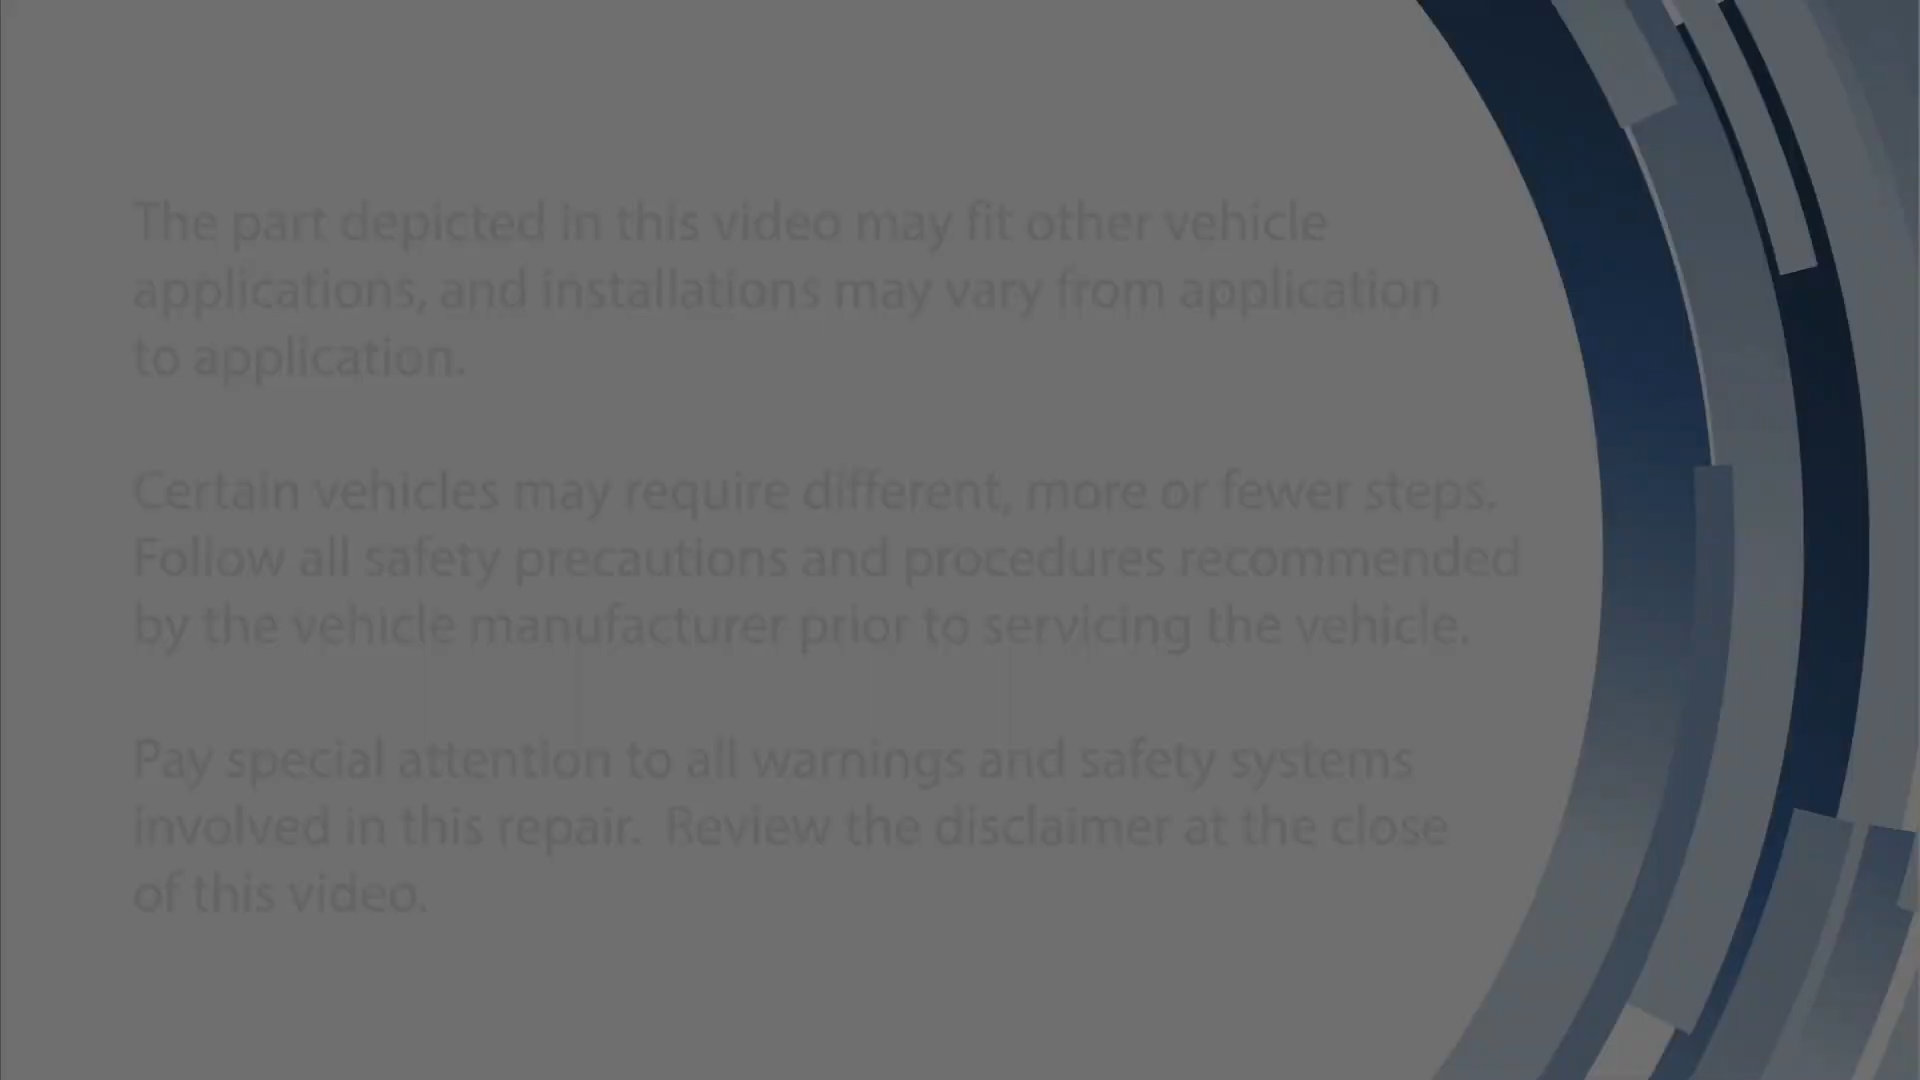 The part depicted in this video may fit other vehicle
applications, and installations may vary from application
to application.
Certain vehicles may require different, more or fewer steps.
Follow all safety precautions and procedures recommended
by the vehicle manufacturer prior to servicing the vehicle.
Pay special attention to all warnings and safety systems
involved in this repair.  Review the disclaimer at the close
of this video.